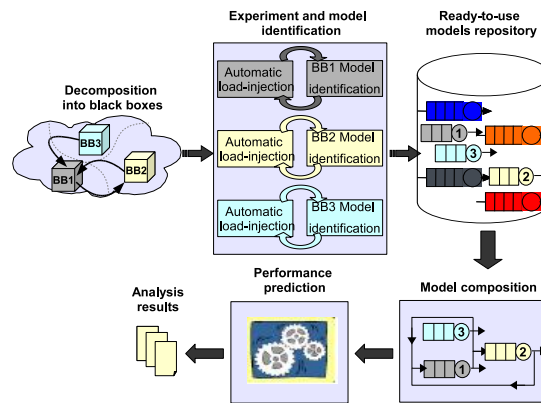 Experiment and model
identification
Ready-to-use
models repository
Decomposition
into black boxes
BB3
BB2
BB1
Automatic
load-injection
BB1 Model
identification
Automatic
load-injection
BB2 Model
identification
Automatic
load-injection
BB3 Model
identification
1
3
2
Performance
prediction
Analysis
results
Model composition
3
2
1